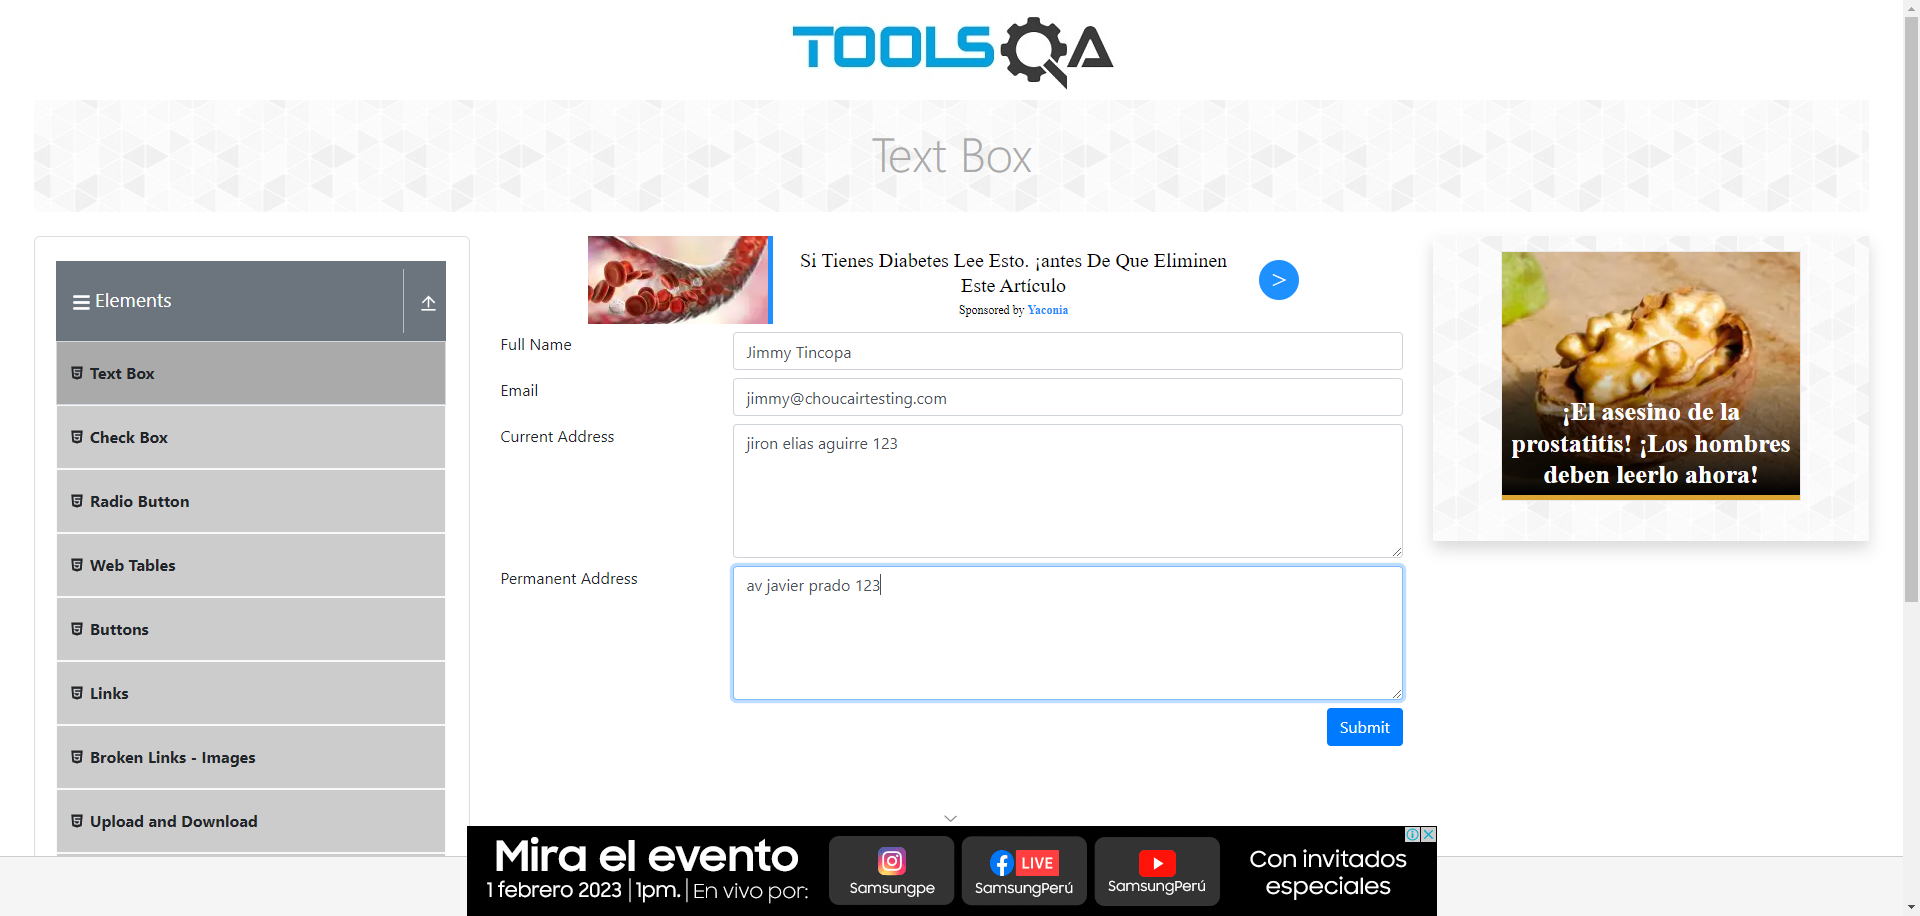 TOOLSQA
Text Box
Elements
Text Box
Check Box
Radio Button
Web Tables
Buttons
Links
Broken Links - Images
Upload and Download
Si Tienes Diabetes Lee Esto. ¡antes De Que Eliminen
Este Artículo
Sponsored by Yaconia
>
Full Name
Jimmy Tincopa
Email
jimmy@choucairtesting.com
Current Address
jiron elias aguirre 123
Permanent Address
av javier prado 123
Submit
¡El asesino de la
prostatitis! ¡Los hombres
deben leerlo ahora!
Mira el evento
1 febrero 2023 | 1pm. | En vivo por:
Samsungpe
LIVE
SamsungPerú
SamsungPerú
Con invitados
especiales